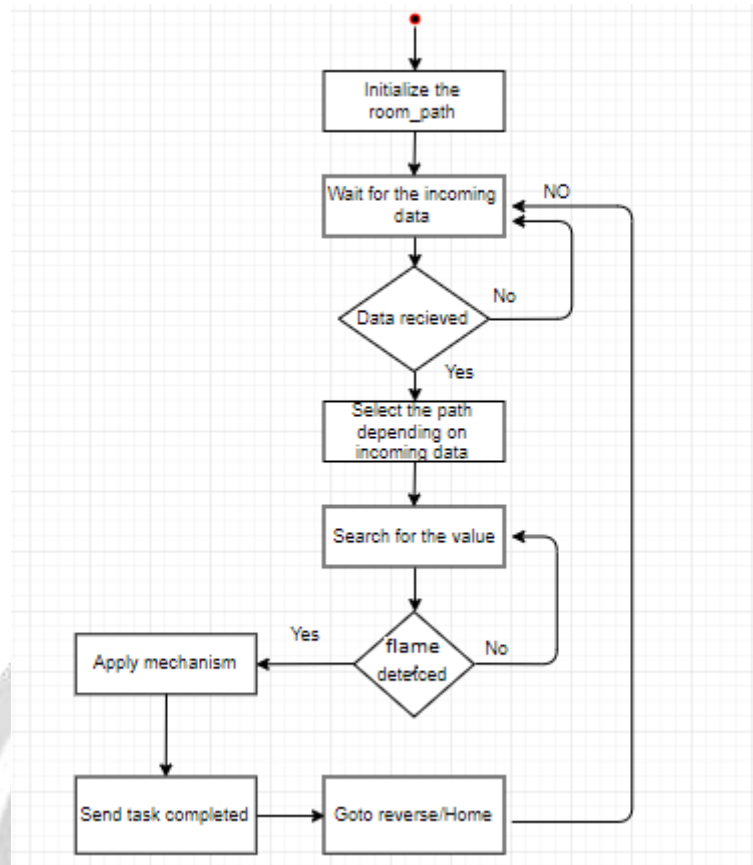 Initialize the
room_path
Wait for the incoming
data
NO
Data recieved
No
Yes
Select the path
depending on
incoming data
Search for the value
Yes
flame
detefced
No
Apply mechanism
Send task completed
Goto reverse/Home